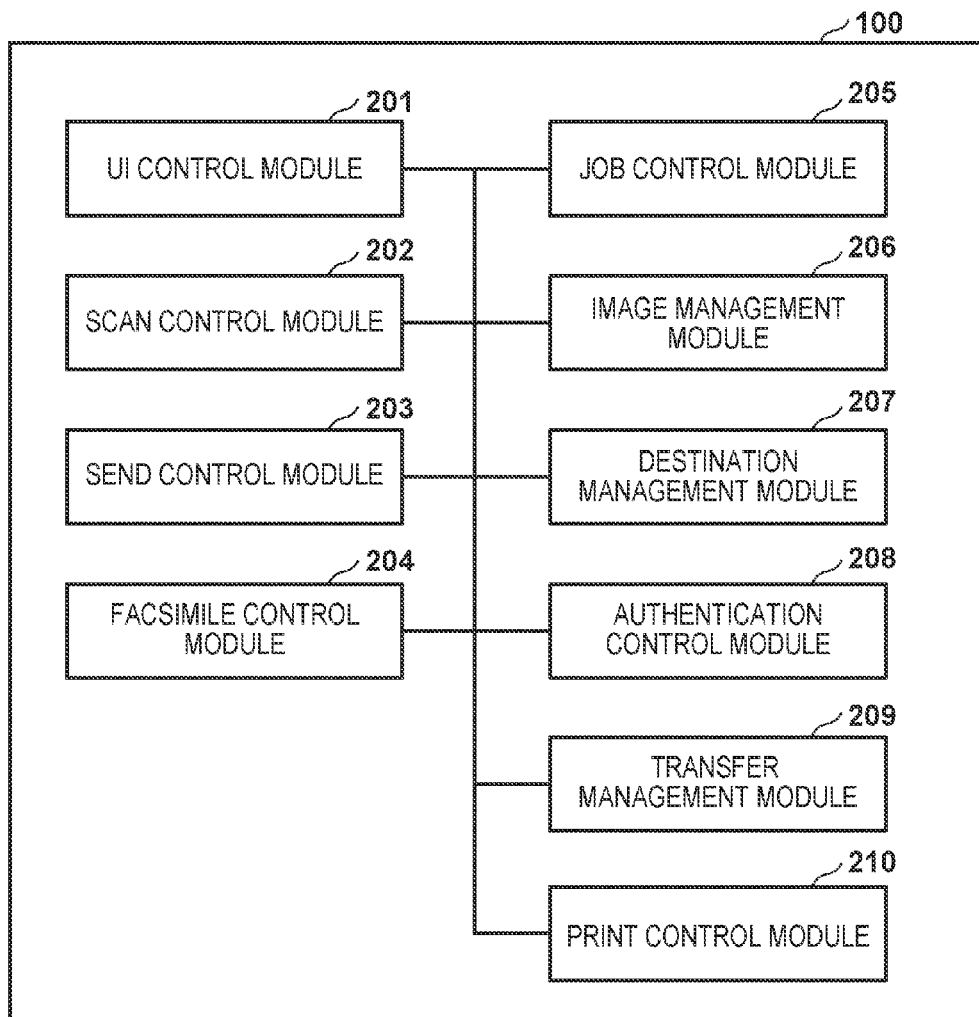 100
201
UI CONTROL MODULE
205
JOB CONTROL MODULE
202
SCAN CONTROL MODULE
206
IMAGE MANAGEMENT
MODULE
203
SEND CONTROL MODULE
207
DESTINATION
MANAGEMENT MODULE
204
FACSIMILE CONTROL
MODULE
208
AUTHENTICATION
CONTROL MODULE
209
TRANSFER
MANAGEMENT MODULE
210
PRINT CONTROL MODULE